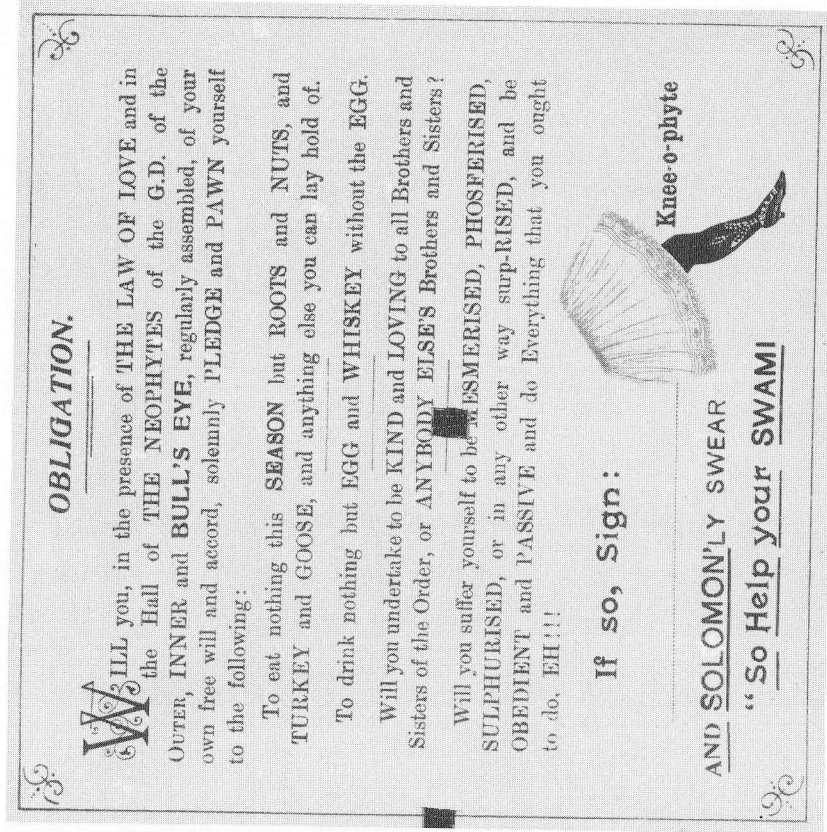 OBLIGATION.
WILL you, in the presence of THE LAW OF LOVE and in
the Hall of THE NEOPHYTES of the G.D. of the
OUTER, INNER and BULL'S EYE, regularly assembled, of your
own free will and accord, solemnly PLEDGE and PAWN yourself
to the following:
To eat nothing this SEASON but ROOTS and NUTS, and
TURKEY and GOOSE, and anything else you can lay hold of.
To drink nothing but EGG and WHISKEY without the EGG.
Will you undertake to be KIND and LOVING to all Brothers and
Sisters of the Order, or ANYBODY ELSE'S Brothers and Sisters?
Will you suffer yourself to be MESMERISED, PHOSFERISED,
SULPHURISED, or in any other way surp-RISED, and be
OBEDIENT and PASSIVE and do Everything that you ought
to do, EH!!!
If so, Sign:
Knee-o-phyte
AND SOLOMON'LY SWEAR
"So Help your SWAMI